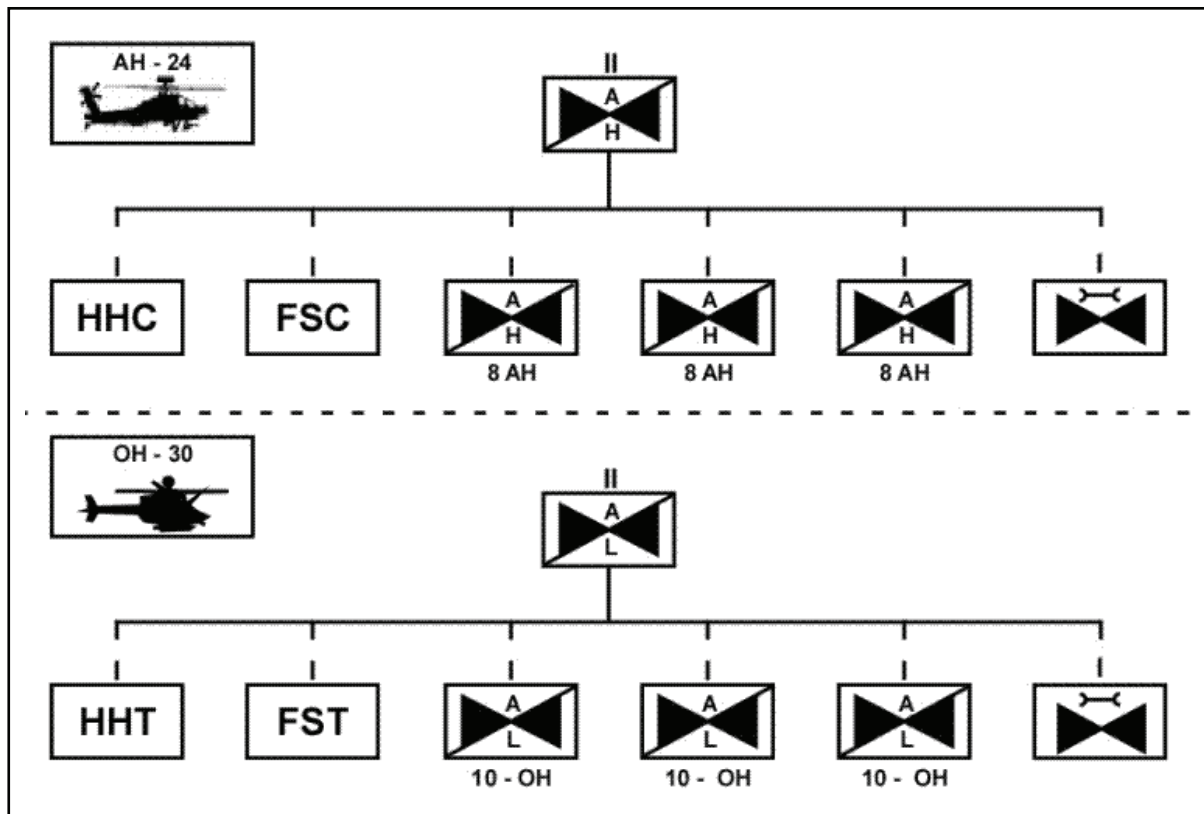 AH - 24
II
A
H
I I I I I I
HHC FSC A A A
H H H
8 AH 8 AH 8 AH
OH - 30
II
A
L
I I I I I I
HHT FST A A A
L L L
10 - OH 10 - OH 10 - OH